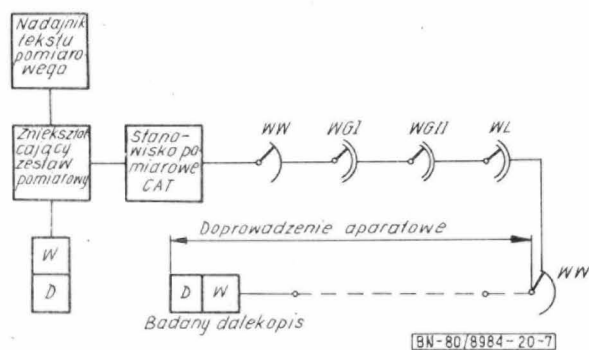 Nadajnik
tekstu
pomiaro-
wego
Zniekształ-
cający
zestaw
pomiarowy
Stano-
wisko po-
miarowe
CAT
WW
WGI
WGII
WL
Doprowadzenie aparatowe
W
D
D W
WW
Badany dalekopis
BN-80/8984-20-7